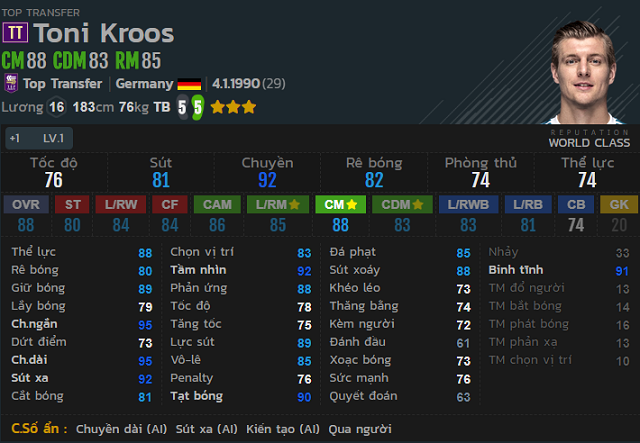 TOP TRANSFER
TT Toni Kroos
CM 88 CDM 83 RM 85
Top Transfer | Germany | 4.1.1990 (29)
Lương 16 183cm 76kg TB 5 5
+1 LV.1
REPUTATION
WORLD CLASS
Tốc độ Sút Chuyền Rê bóng Phòng thủ Thể lực
76 81 92 82 74 74
OVR ST L/RW CF CAM L/RM CM CDM L/RWB L/RB CB GK
88 80 84 84 86 85 88 83 83 81 74 20
Thể lực 88 Chọn vị trí 83 Đá phạt 85 Nhảy 33
Rê bóng 80 Tầm nhìn 92 Sút xoáy 88 Bình tĩnh 91
Giữ bóng 89 Phản ứng 88 Khéo léo 73 TM đổ người 13
Lấy bóng 79 Tốc độ 78 Thăng bằng 74 TM bắt bóng 14
Ch.ngắn 95 Tăng tốc 75 Kèm người 72 TM phát bóng 16
Dứt điểm 73 Lực sút 89 Đánh đầu 61 TM phản xạ 13
Ch.dài 95 Vô-lê 85 Xoạc bóng 73 TM chọn vị trí 10
Sút xa 92 Penalty 76 Sức mạnh 76
Cắt bóng 81 Tạt bóng 90 Quyết đoán 63
C.Số ẩn : Chuyền dài (AI) Sút xa (AI) Kiến tạo (AI) Qua người